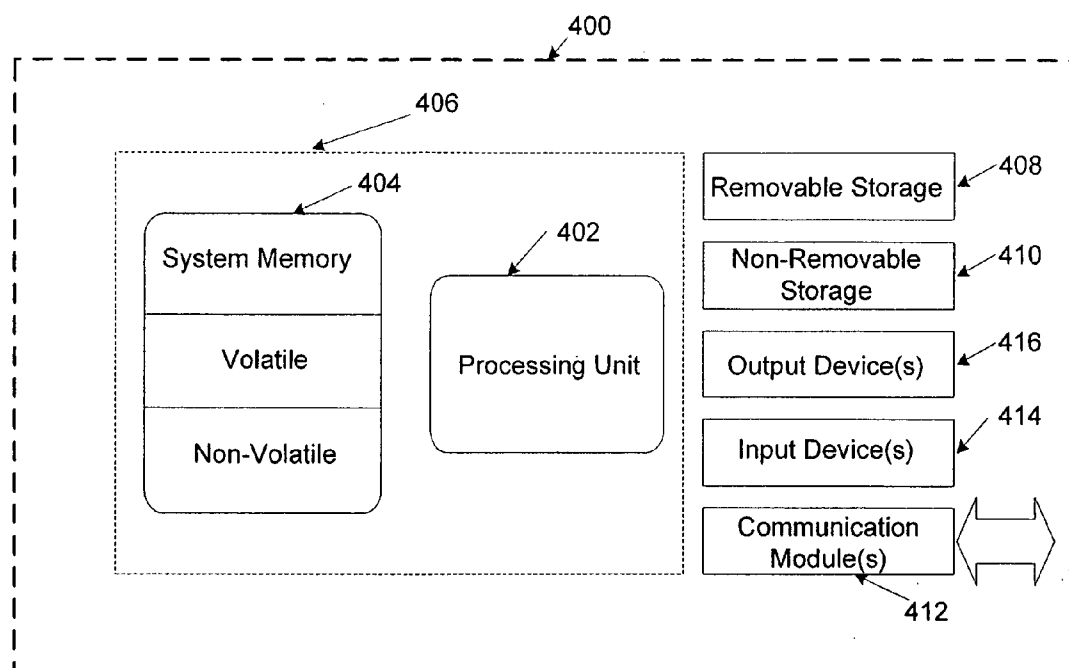 400
406
404
System Memory
Volatile
Non-Volatile
402
Processing Unit
Removable Storage
408
Non-Removable
Storage
410
Output Device(s)
416
Input Device(s)
414
Communication
Module(s)
412